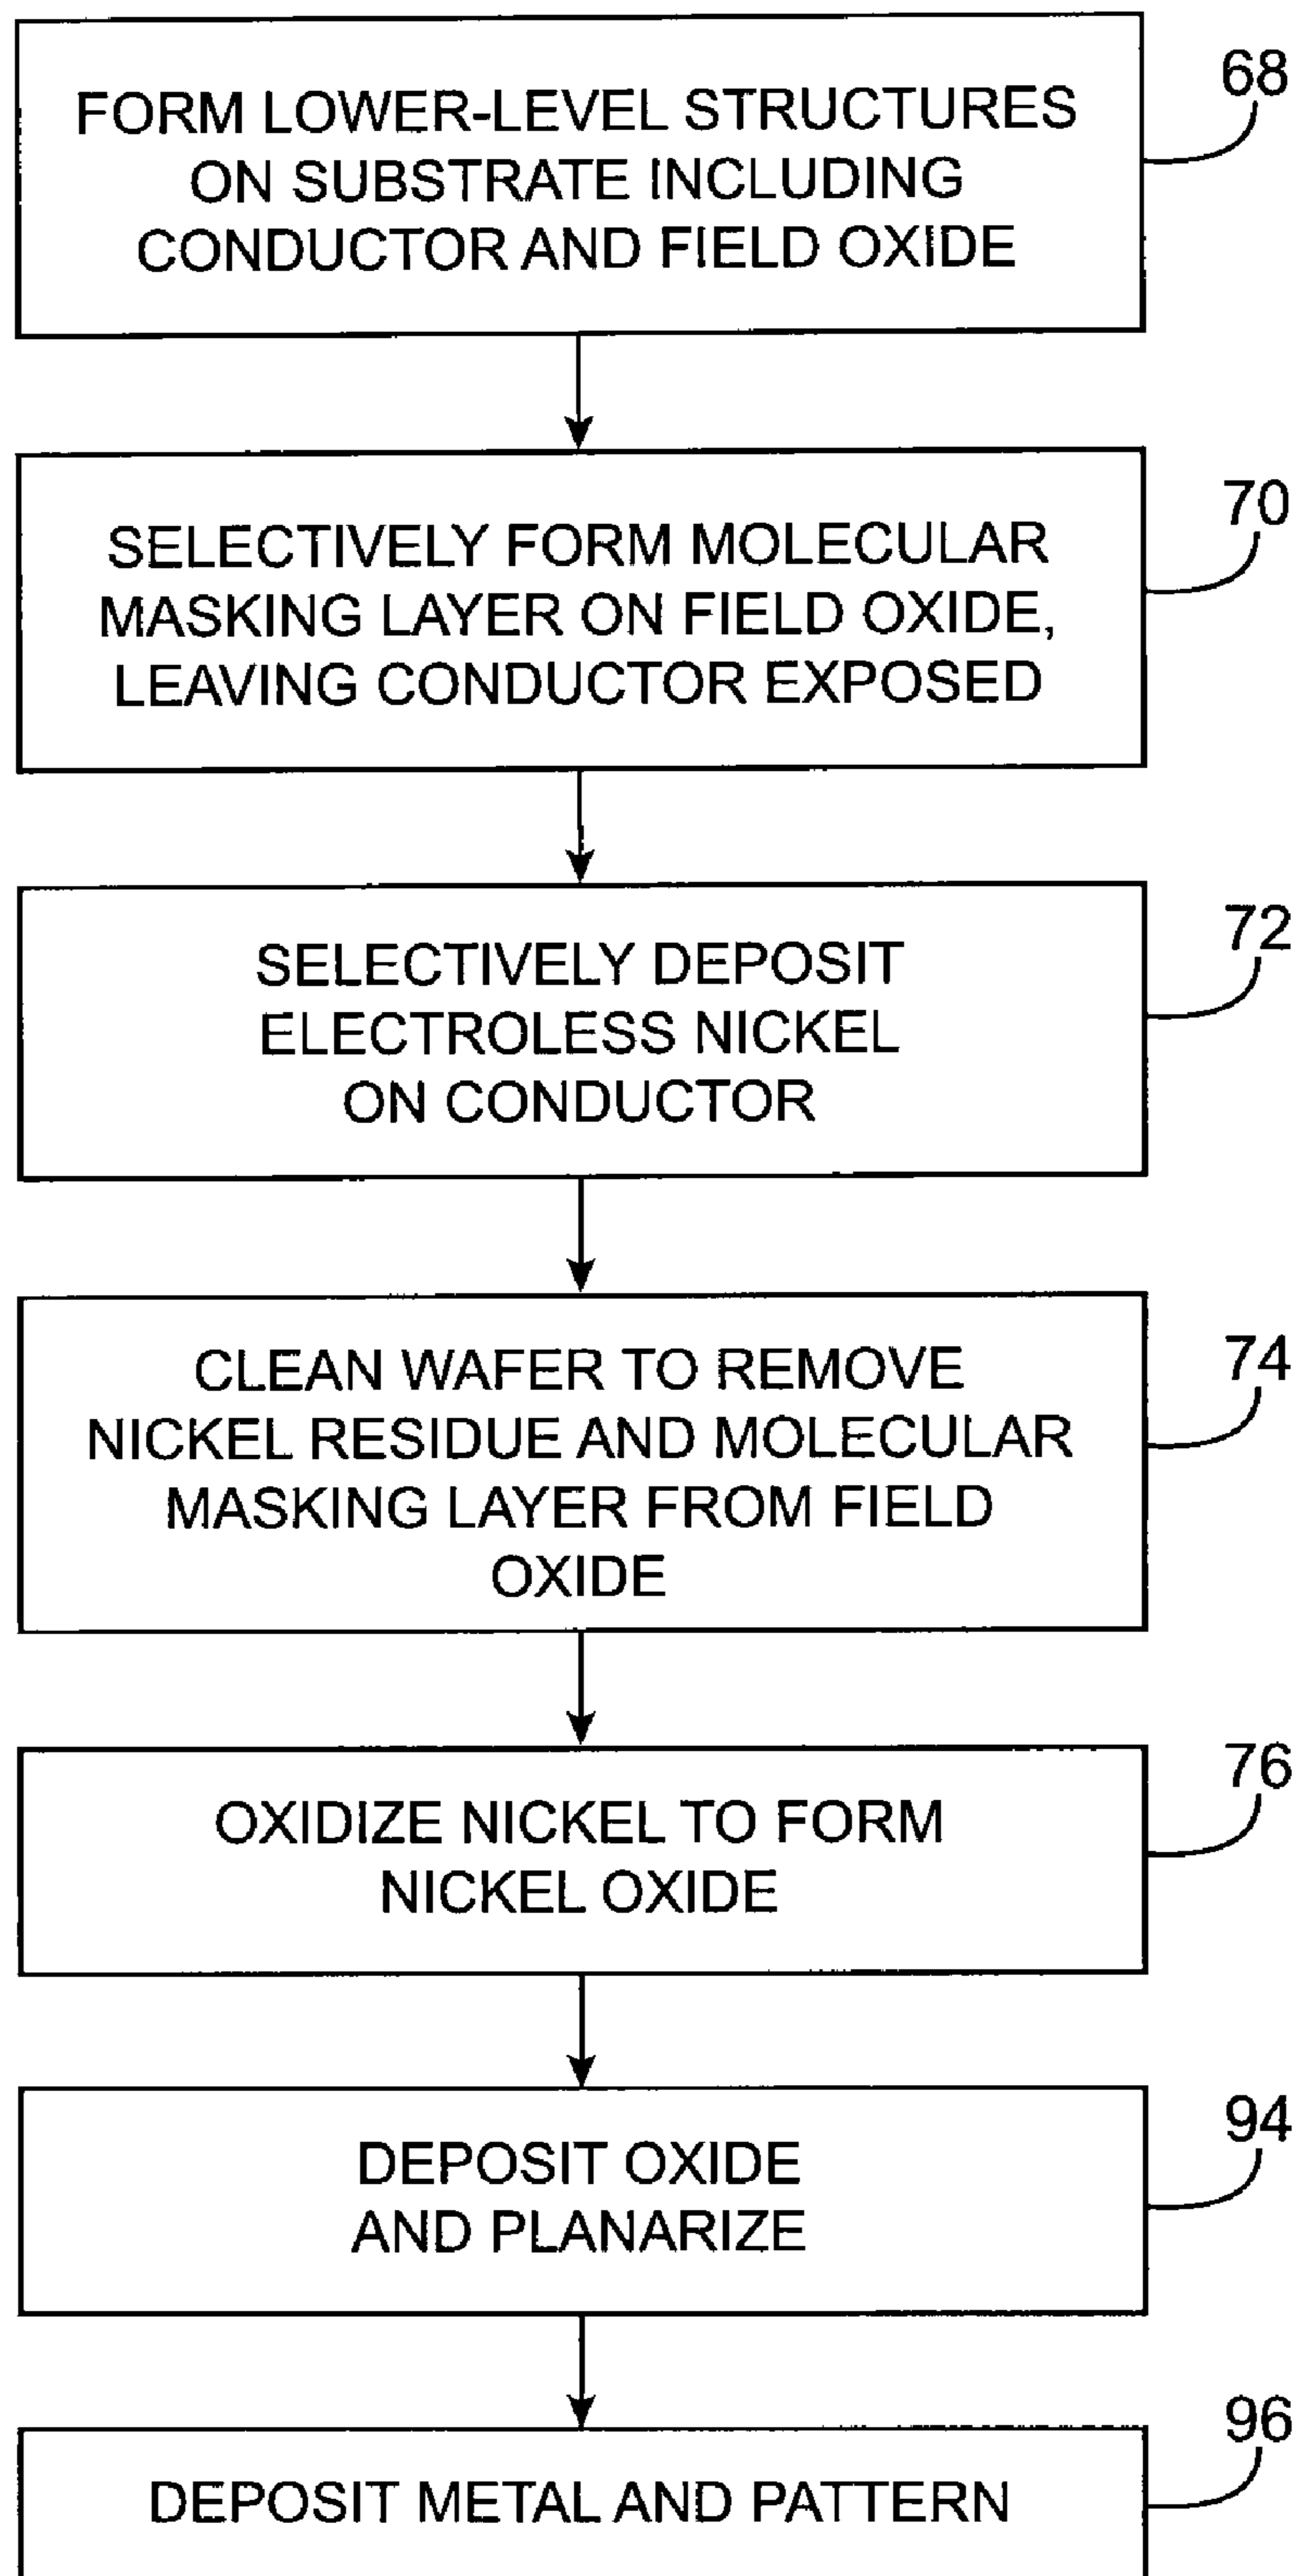 FORM LOWER-LEVEL STRUCTURES
ON SUBSTRATE INCLUDING
CONDUCTOR AND FIELD OXIDE
68
SELECTIVELY FORM MOLECULAR
MASKING LAYER ON FIELD OXIDE,
LEAVING CONDUCTOR EXPOSED
70
SELECTIVELY DEPOSIT
ELECTROLESS NICKEL
ON CONDUCTOR
72
CLEAN WAFER TO REMOVE
NICKEL RESIDUE AND MOLECULAR
MASKING LAYER FROM FIELD
OXIDE
74
OXIDIZE NICKEL TO FORM
NICKEL OXIDE
76
DEPOSIT OXIDE
AND PLANARIZE
94
DEPOSIT METAL AND PATTERN
96